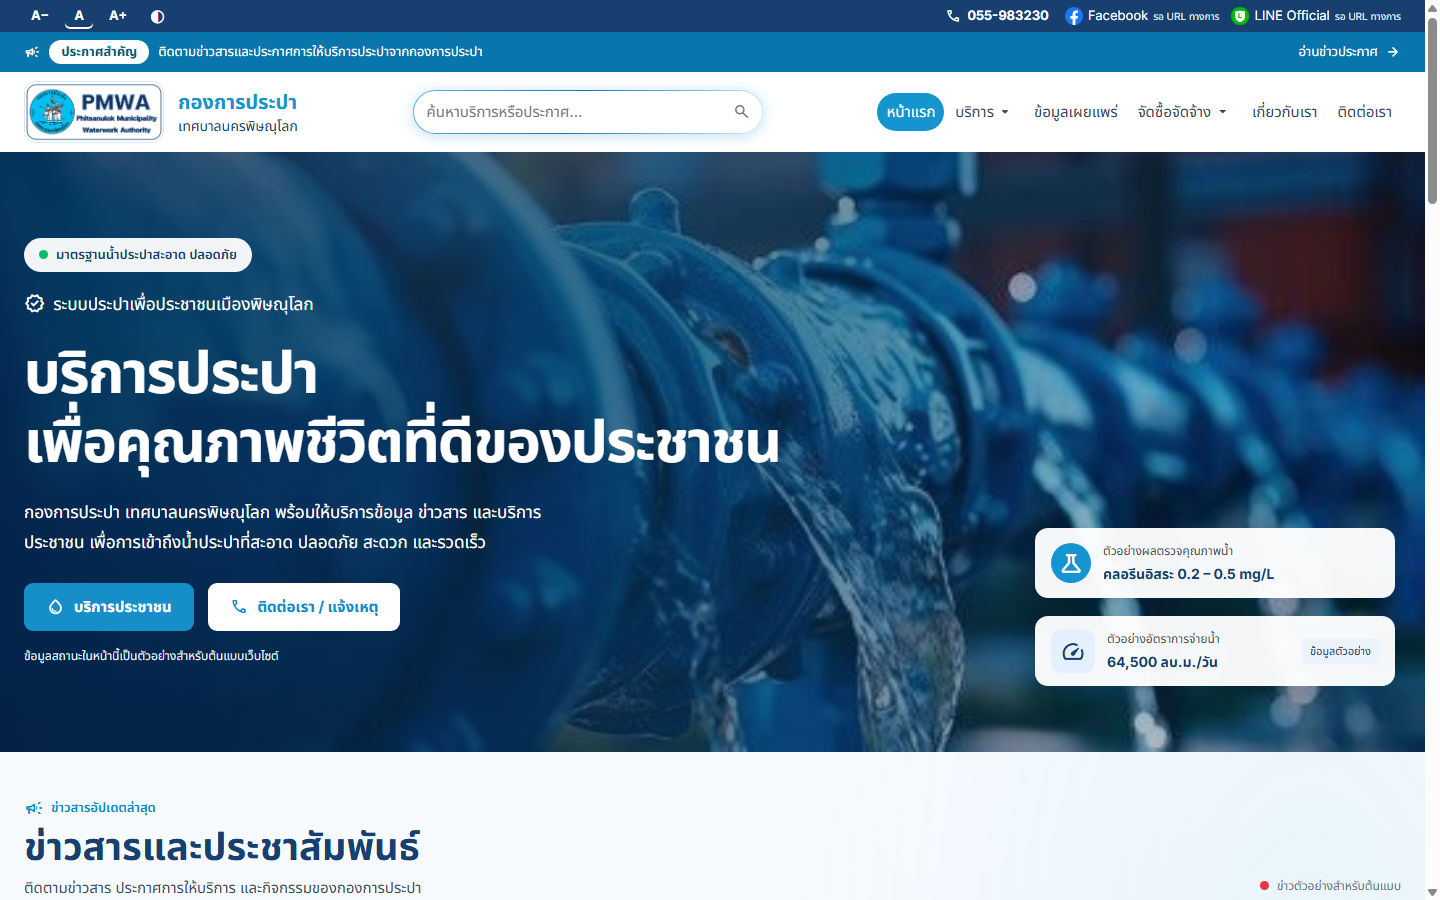 A− A A+
055-983230 Facebook รอ URL ทางการ LINE Official รอ URL ทางการ
ประกาศสำคัญ ติดตามข่าวสารและประกาศการให้บริการประปาจากกองการประปา อ่านข่าวประกาศ
PMWA
Phitsanulok Municipality
Waterwork Authority
กองการประปา
เทศบาลนครพิษณุโลก
ค้นหาบริการหรือประกาศ...
หน้าแรก บริการ ข้อมูลเผยแพร่ จัดซื้อจัดจ้าง เกี่ยวกับเรา ติดต่อเรา
มาตรฐานน้ำประปาสะอาด ปลอดภัย
ระบบประปาเพื่อประชาชนเมืองพิษณุโลก
บริการประปา
เพื่อคุณภาพชีวิตที่ดีของประชาชน
กองการประปา เทศบาลนครพิษณุโลก พร้อมให้บริการข้อมูล ข่าวสาร และบริการ
ประชาชน เพื่อการเข้าถึงน้ำประปาที่สะอาด ปลอดภัย สะดวก และรวดเร็ว
บริการประชาชน ติดต่อเรา / แจ้งเหตุ
ข้อมูลสถานะในหน้านี้เป็นตัวอย่างสำหรับต้นแบบเว็บไซต์
ตัวอย่างผลตรวจคุณภาพน้ำ
คลอรีนอิสระ 0.2 – 0.5 mg/L
ตัวอย่างอัตราการจ่ายน้ำ
64,500 ลบ.ม./วัน
ข้อมูลตัวอย่าง
ข่าวสารอัปเดตล่าสุด
ข่าวสารและประชาสัมพันธ์
ติดตามข่าวสาร ประกาศการให้บริการ และกิจกรรมของกองการประปา
ข่าวตัวอย่างสำหรับต้นแบบ